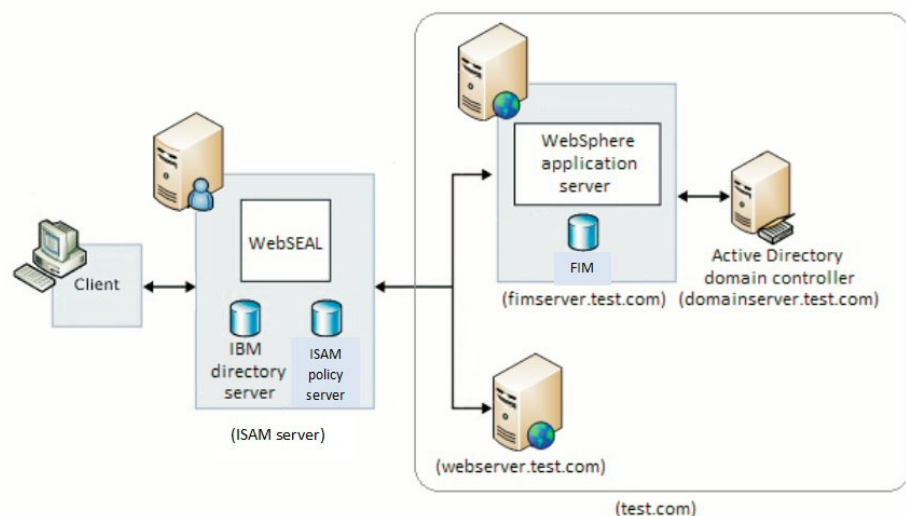 Client
WebSEAL
IBM
directory
server
ISAM
policy
server
(ISAM server)
WebSphere
application
server
FIM
(fimserver.test.com)
Active Directory
domain controller
(domainserver.test.com)
(webserver.test.com)
(test.com)